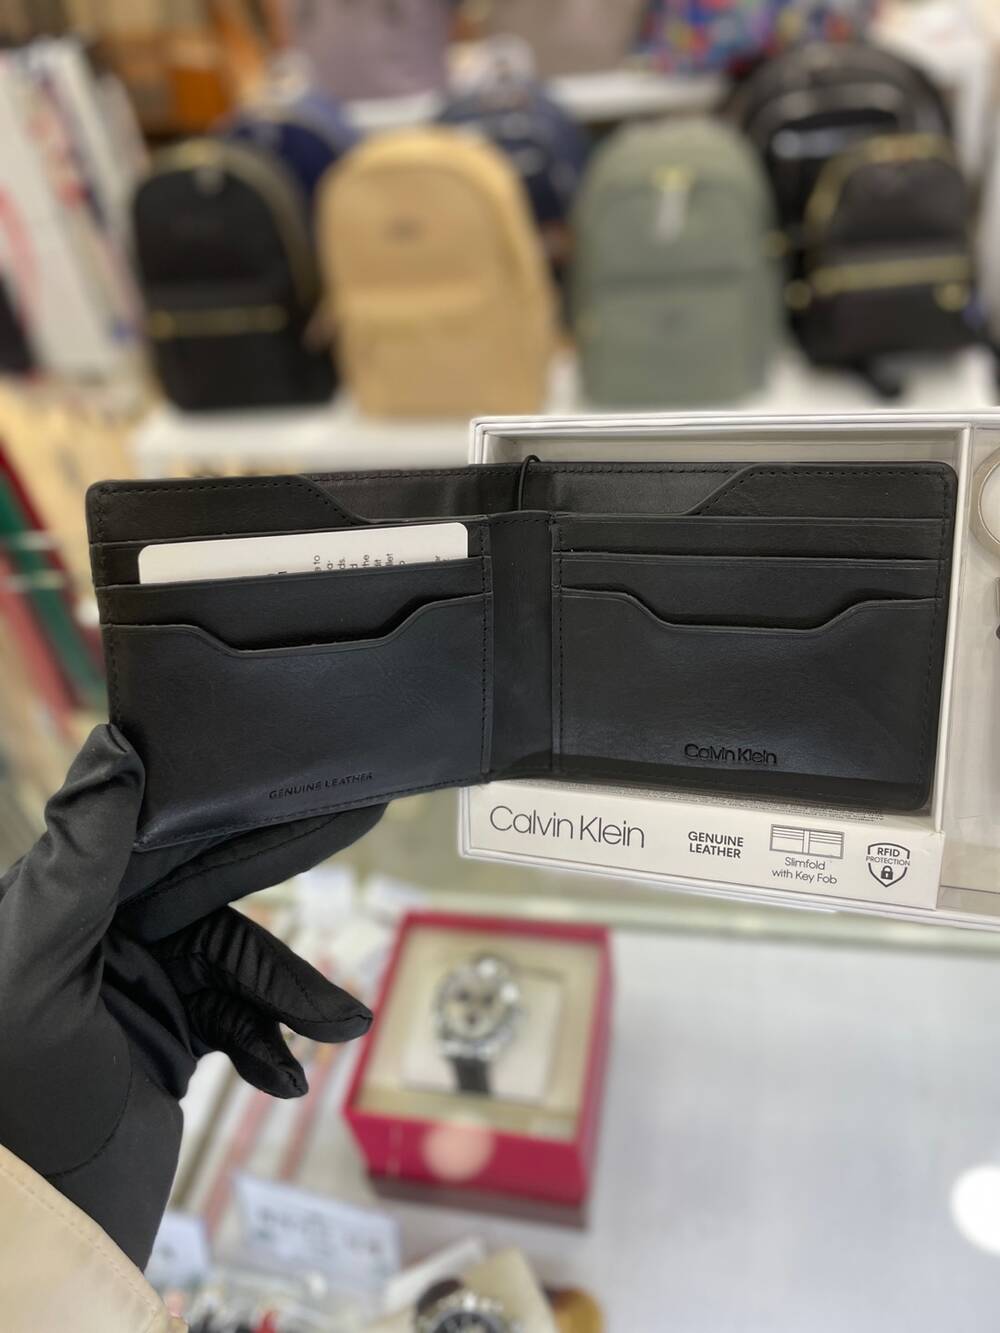 Calvin Klein
GENUINE LEATHER
Calvin Klein
GENUINE
LEATHER
Slimfold
with Key Fob
RFID
PROTECTION